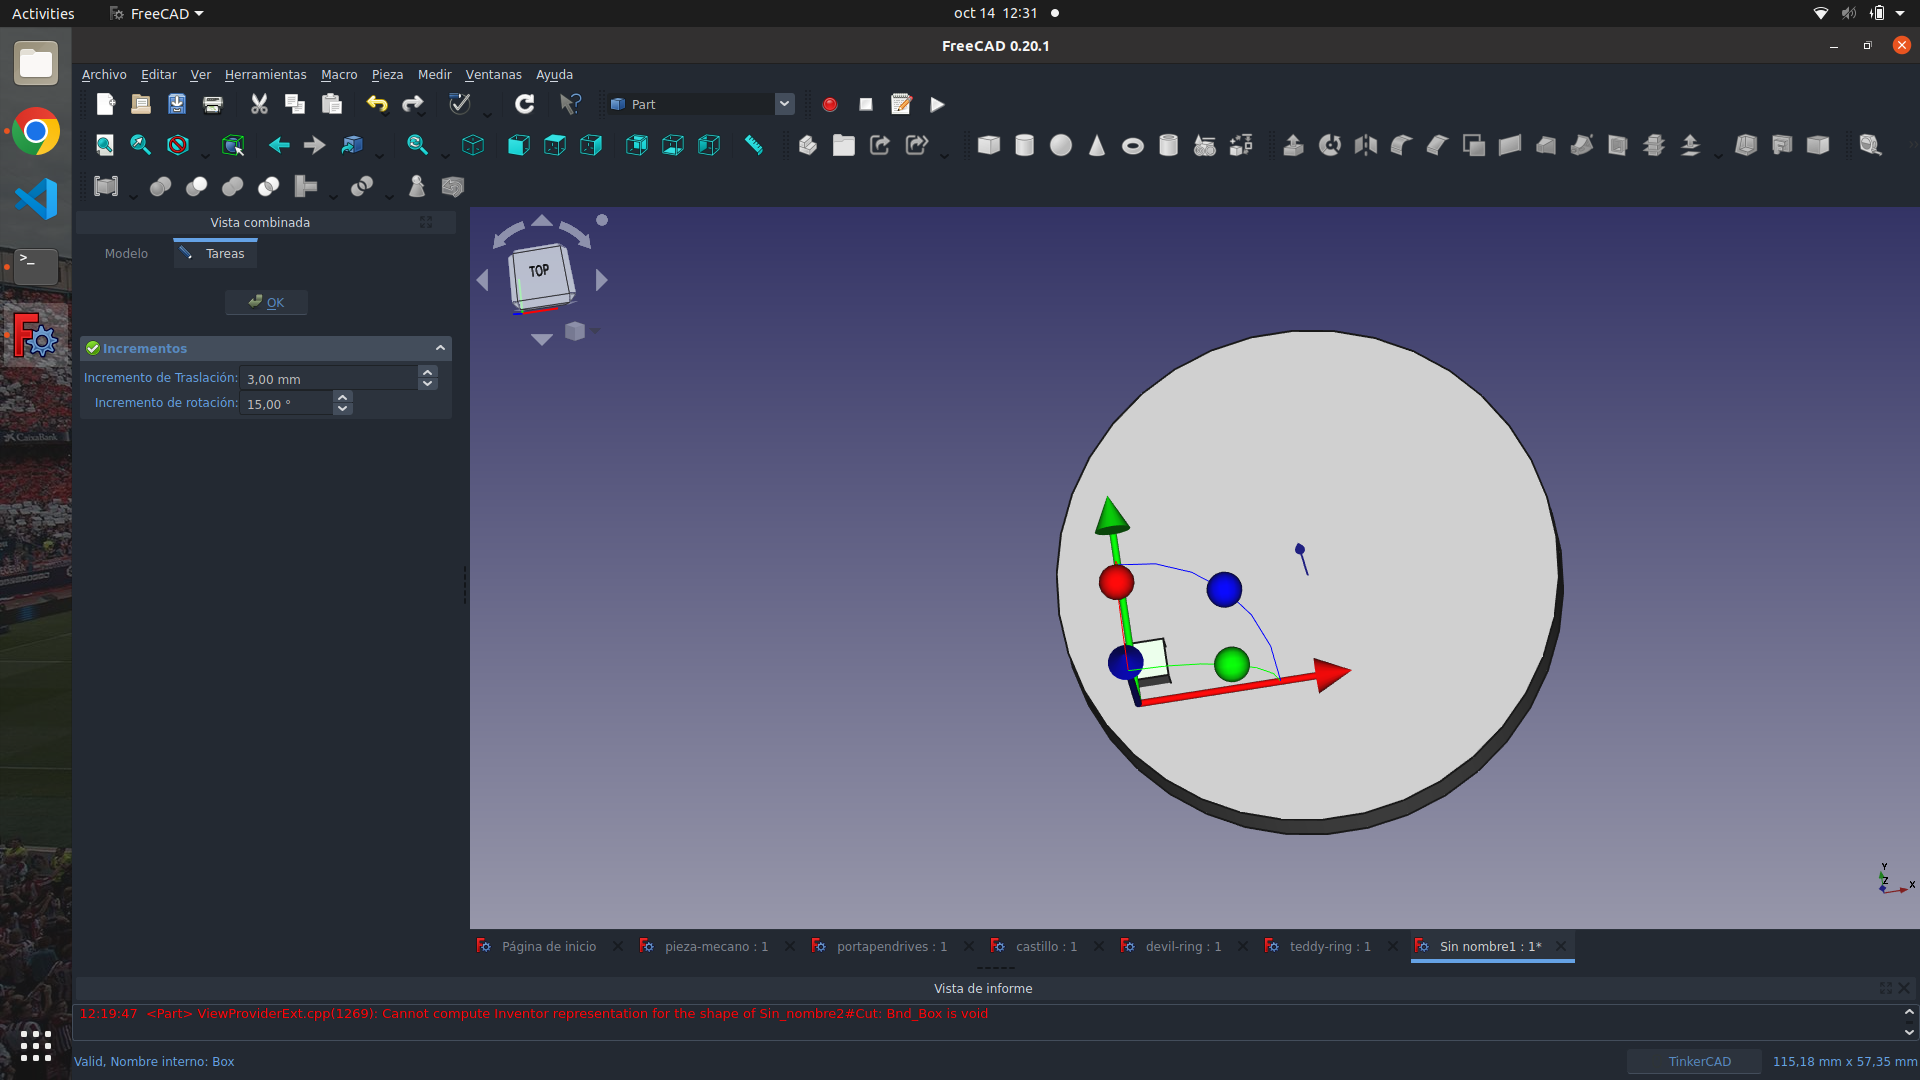 Activities
FreeCAD
oct 14 12:31
FreeCAD 0.20.1
Archivo
Editar
Ver
Herramientas
Macro
Pieza
Medir
Ventanas
Ayuda
Part
Vista combinada
Modelo
Tareas
OK
Incrementos
Incremento de Traslación:
3,00 mm
Incremento de rotación:
15,00 °
TOP
CaixaBank
Y
Z
X
Página de inicio
pieza-mecano : 1
portapendrives : 1
castillo : 1
devil-ring : 1
teddy-ring : 1
Sin nombre1 : 1*
Vista de informe
12:19:47 <Part> ViewProviderExt.cpp(1269): Cannot compute Inventor representation for the shape of Sin_nombre2#Cut: Bnd_Box is void
Valid, Nombre interno: Box
TinkerCAD
115,18 mm x 57,35 mm